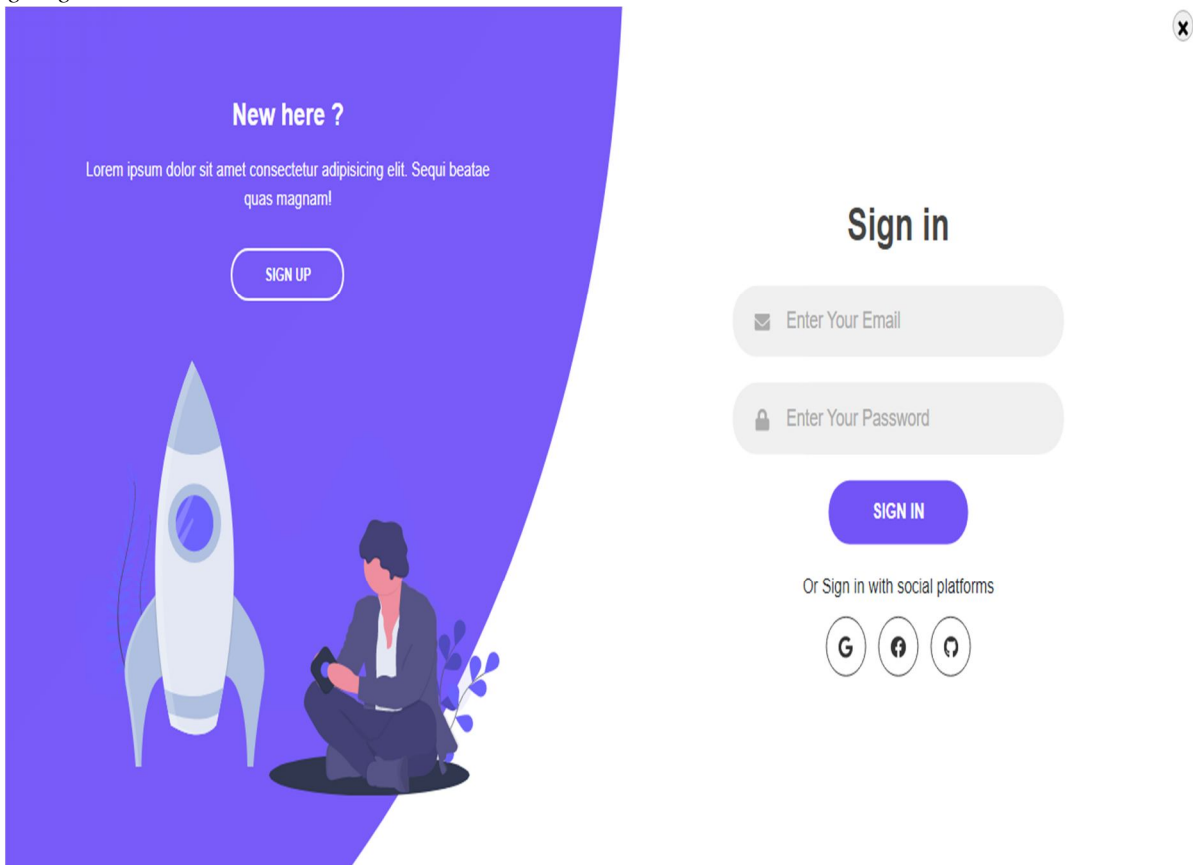 New here ?
Lorem ipsum dolor sit amet consectetur adipisicing elit. Sequi beatae
quas magnam!
SIGN UP
Sign in
Enter Your Email
Enter Your Password
SIGN IN
Or Sign in with social platforms